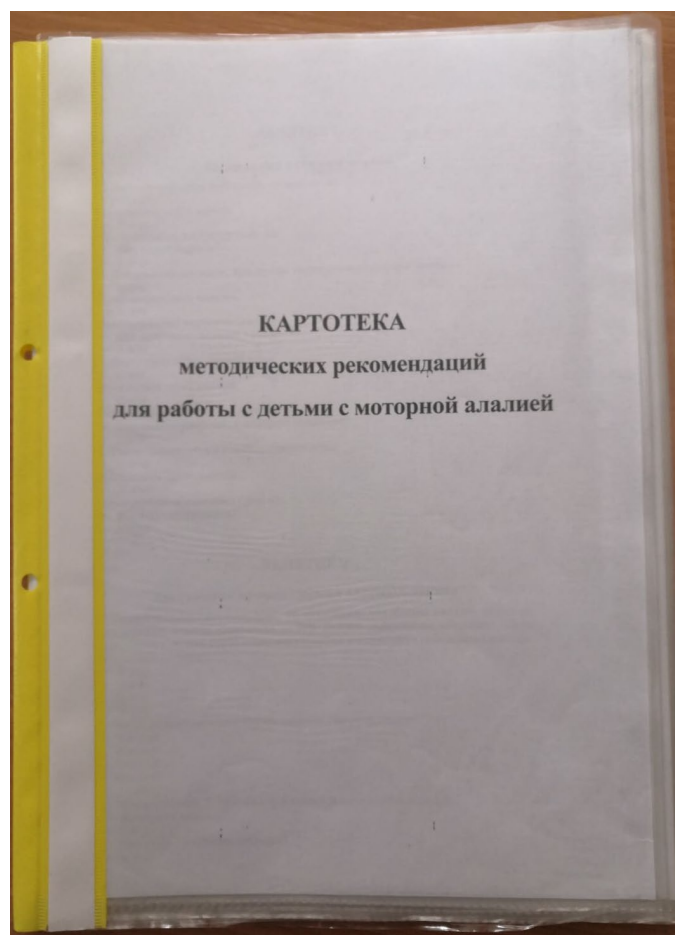 КАРТОТЕКА
методических рекомендаций
для работы с детьми с моторной алалией